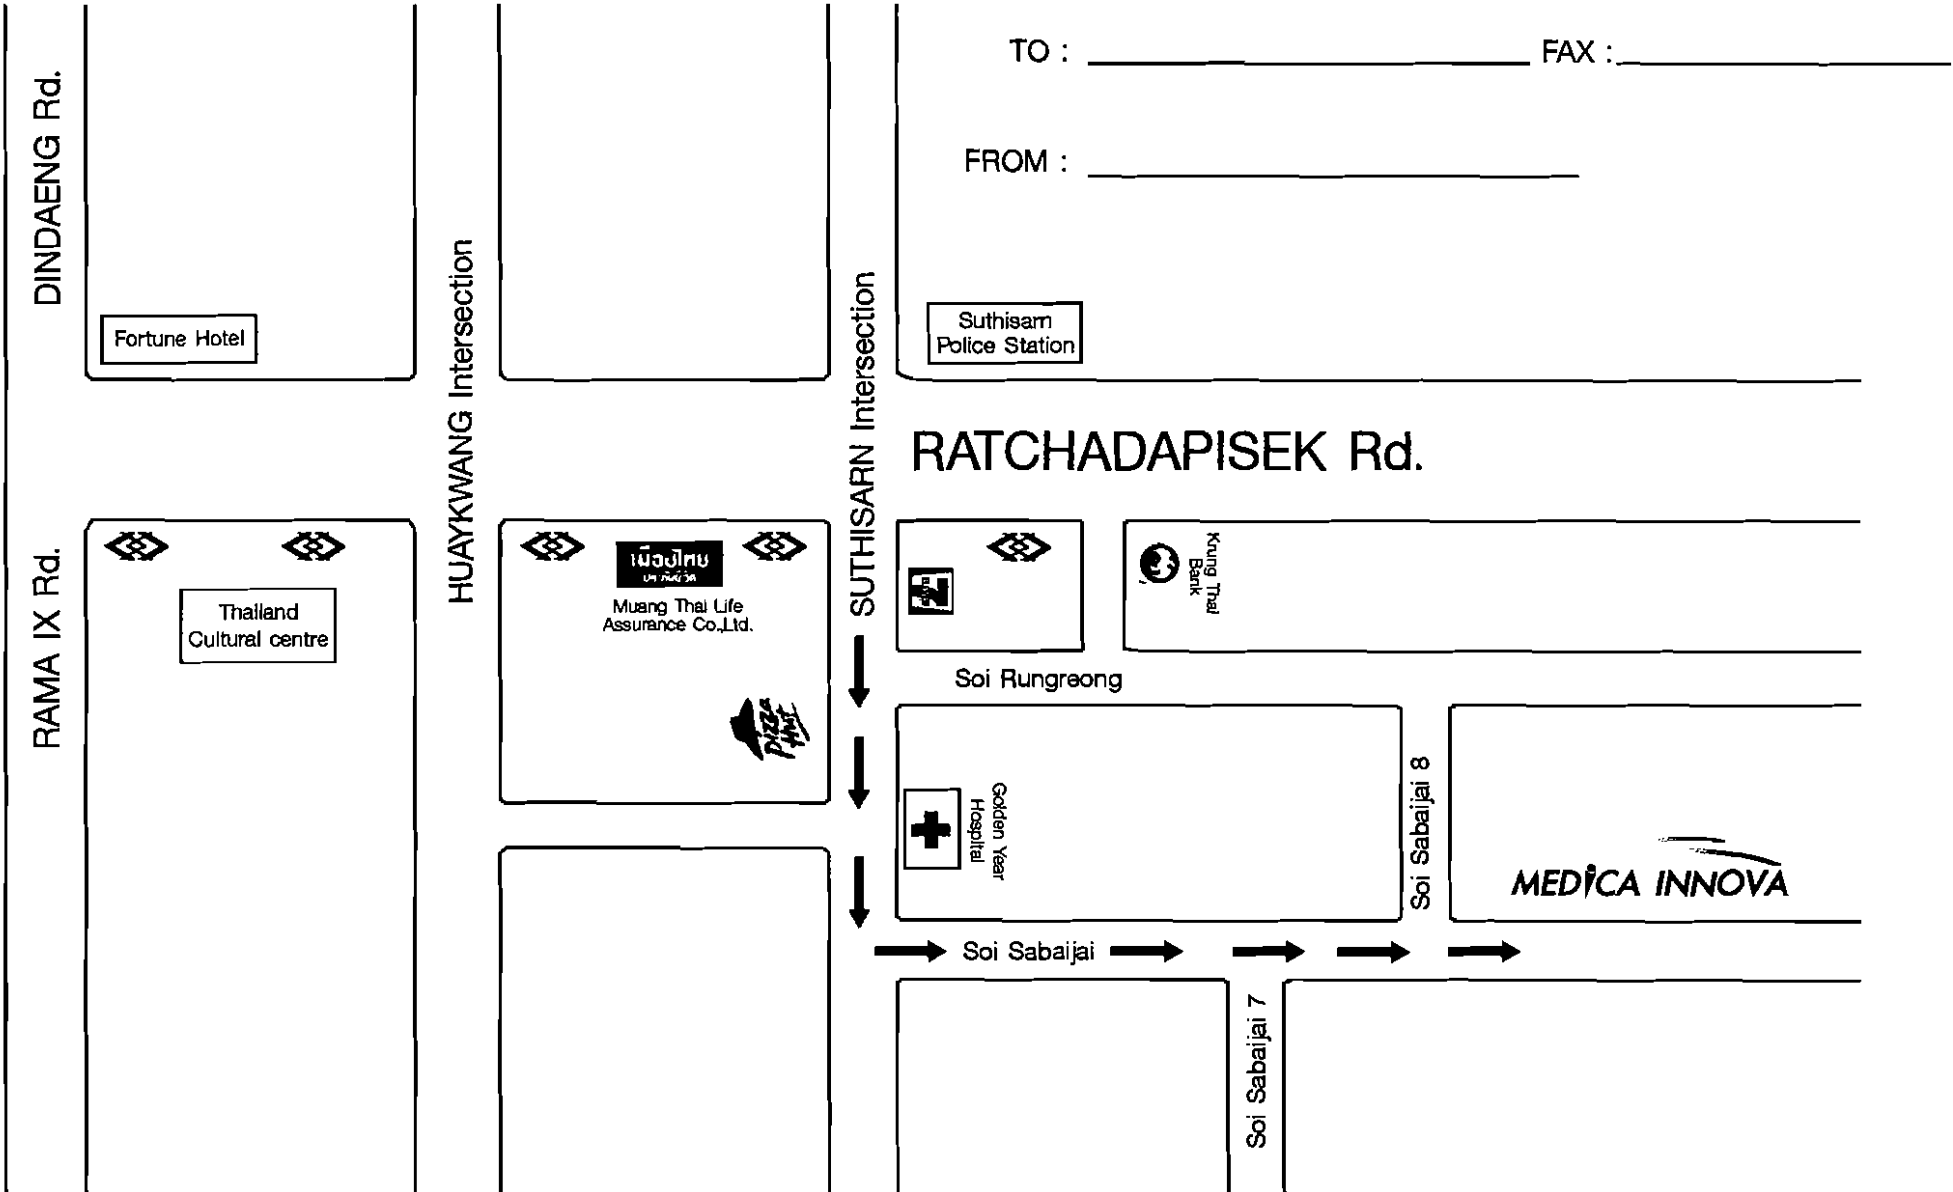 TO : FAX :
FROM :
DINDAENG Rd.
HUAYKWANG Intersection
SUTHISARN Intersection
Fortune Hotel
Suthisarn
Police Station
RATCHADAPISEK Rd.
RAMA IX Rd.
Thailand
Cultural centre
เมืองไทย
Muang Thai Life
Assurance Co.,Ltd.
Pizza
Hut
7
Krung Thai
Bank
Soi Rungreong
Golden Year
Hospital
Soi Sabaijai 8
MEDiCA INNOVA
Soi Sabaijai
Soi Sabaijai 7